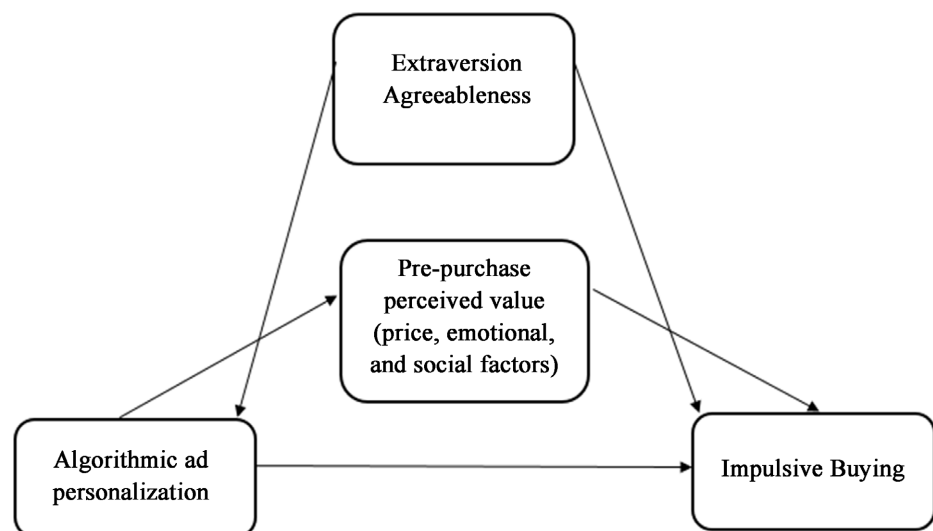 Extraversion
Agreeableness
Pre-purchase
perceived value
(price, emotional,
and social factors)
Algorithmic ad
personalization
Impulsive Buying